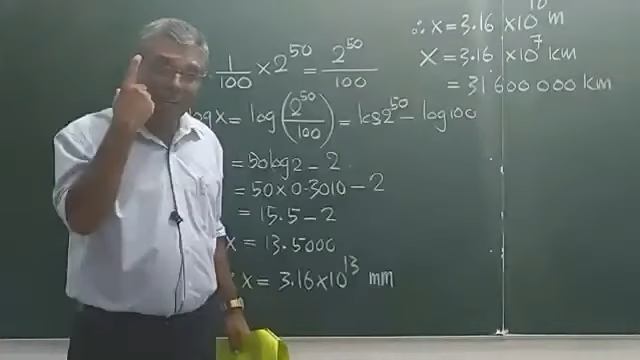 1/100 × 2^50 = 2^50/100
log x = log(2^50/100) = log 2^50 − log 100
= 50 log 2 − 2
= 50 × 0.3010 − 2
= 15.5 − 2
x = 13.5000
x = 3.16 × 10^13 mm
∴ x = 3.16 × 10^10 m
x = 3.16 × 10^7 km
= 31 600 000 km